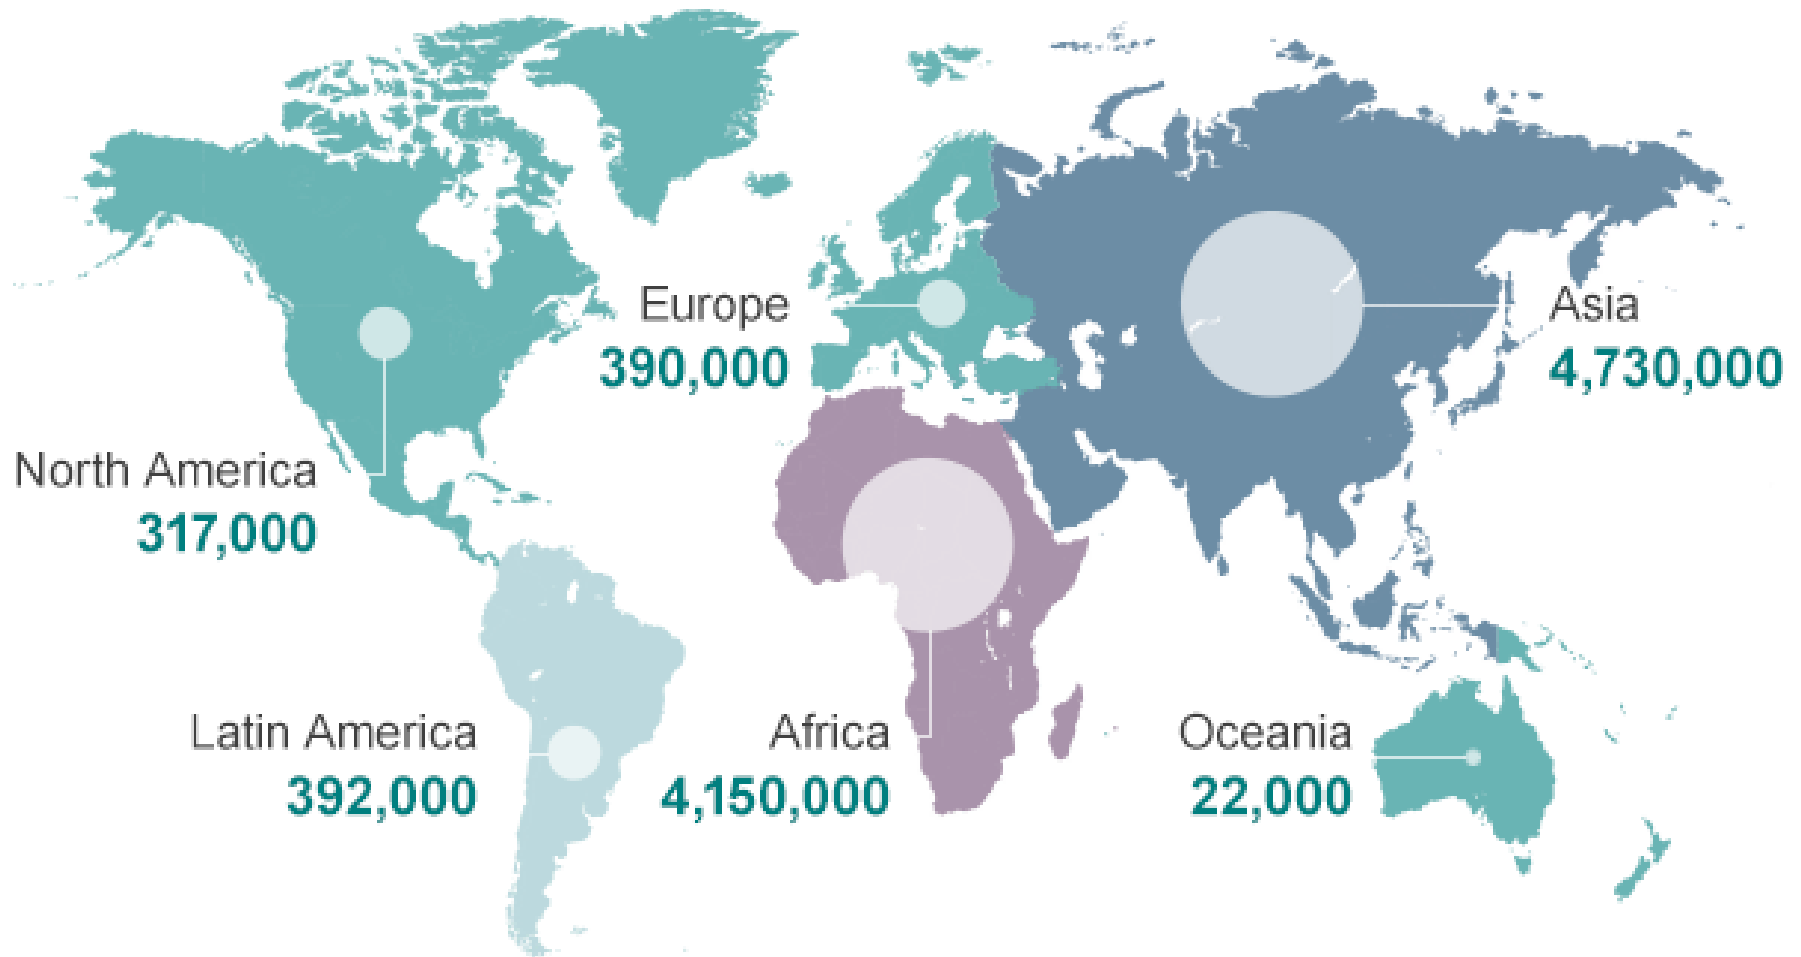 Europe
390,000
Asia
4,730,000
North America
317,000
Latin America
392,000
Africa
4,150,000
Oceania
22,000